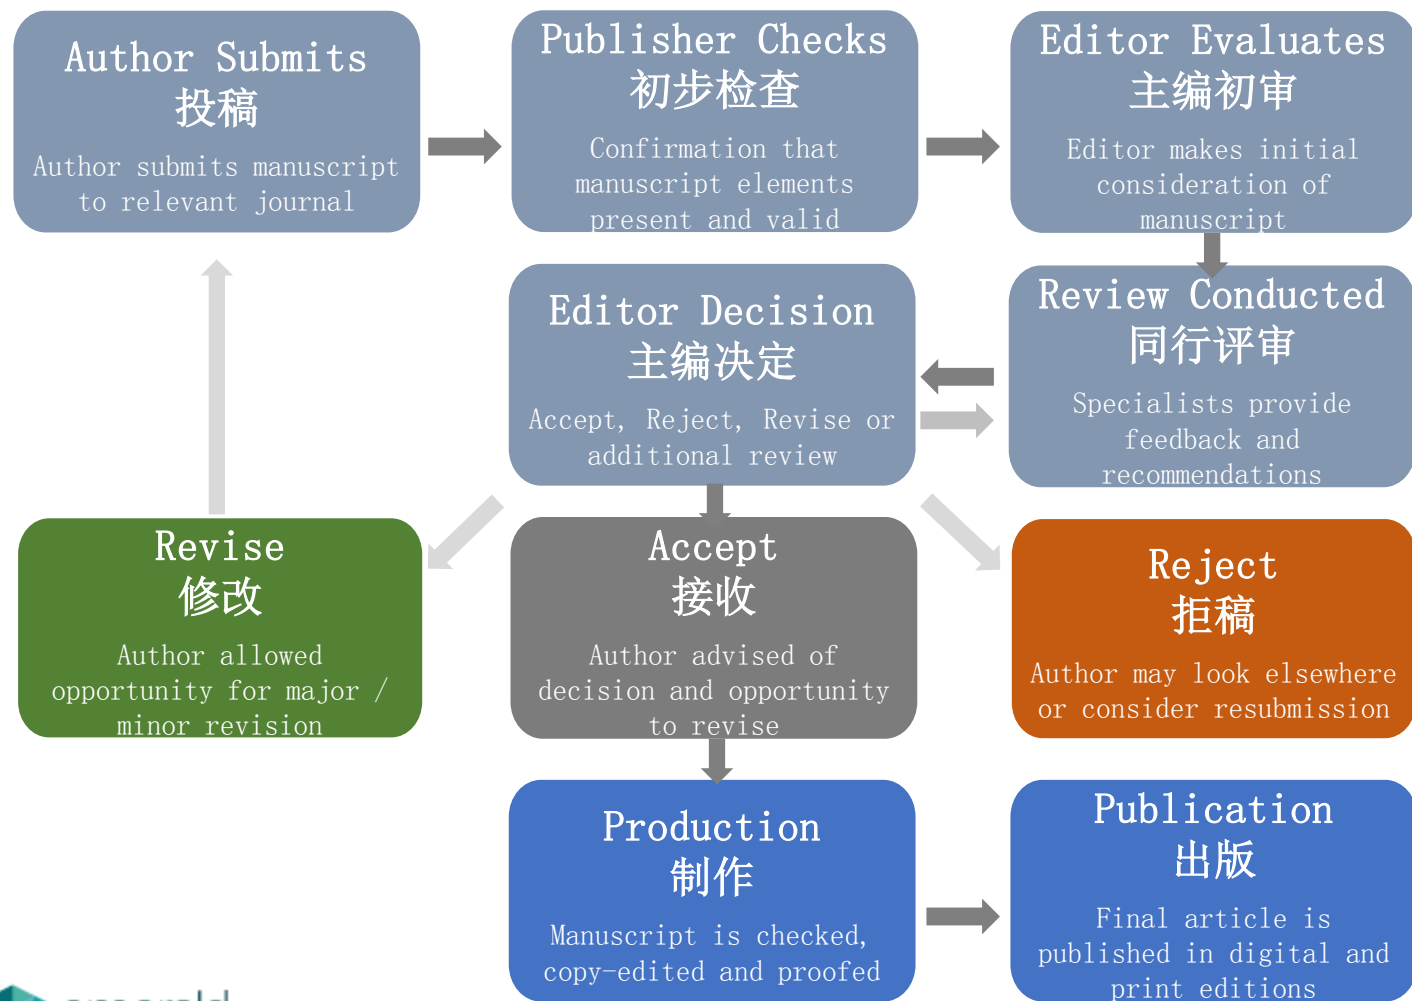 Author Submits
投稿
Author submits manuscript
to relevant journal
Publisher Checks
初步检查
Confirmation that
manuscript elements
present and valid
Editor Evaluates
主编初审
Editor makes initial
consideration of
manuscript
Editor Decision
主编决定
Accept, Reject, Revise or
additional review
Review Conducted
同行评审
Specialists provide
feedback and
recommendations
Revise
修改
Author allowed
opportunity for major /
minor revision
Accept
接收
Author advised of
decision and opportunity
to revise
Reject
拒稿
Author may look elsewhere
or consider resubmission
Production
制作
Manuscript is checked,
copy-edited and proofed
Publication
出版
Final article is
published in digital and
print editions